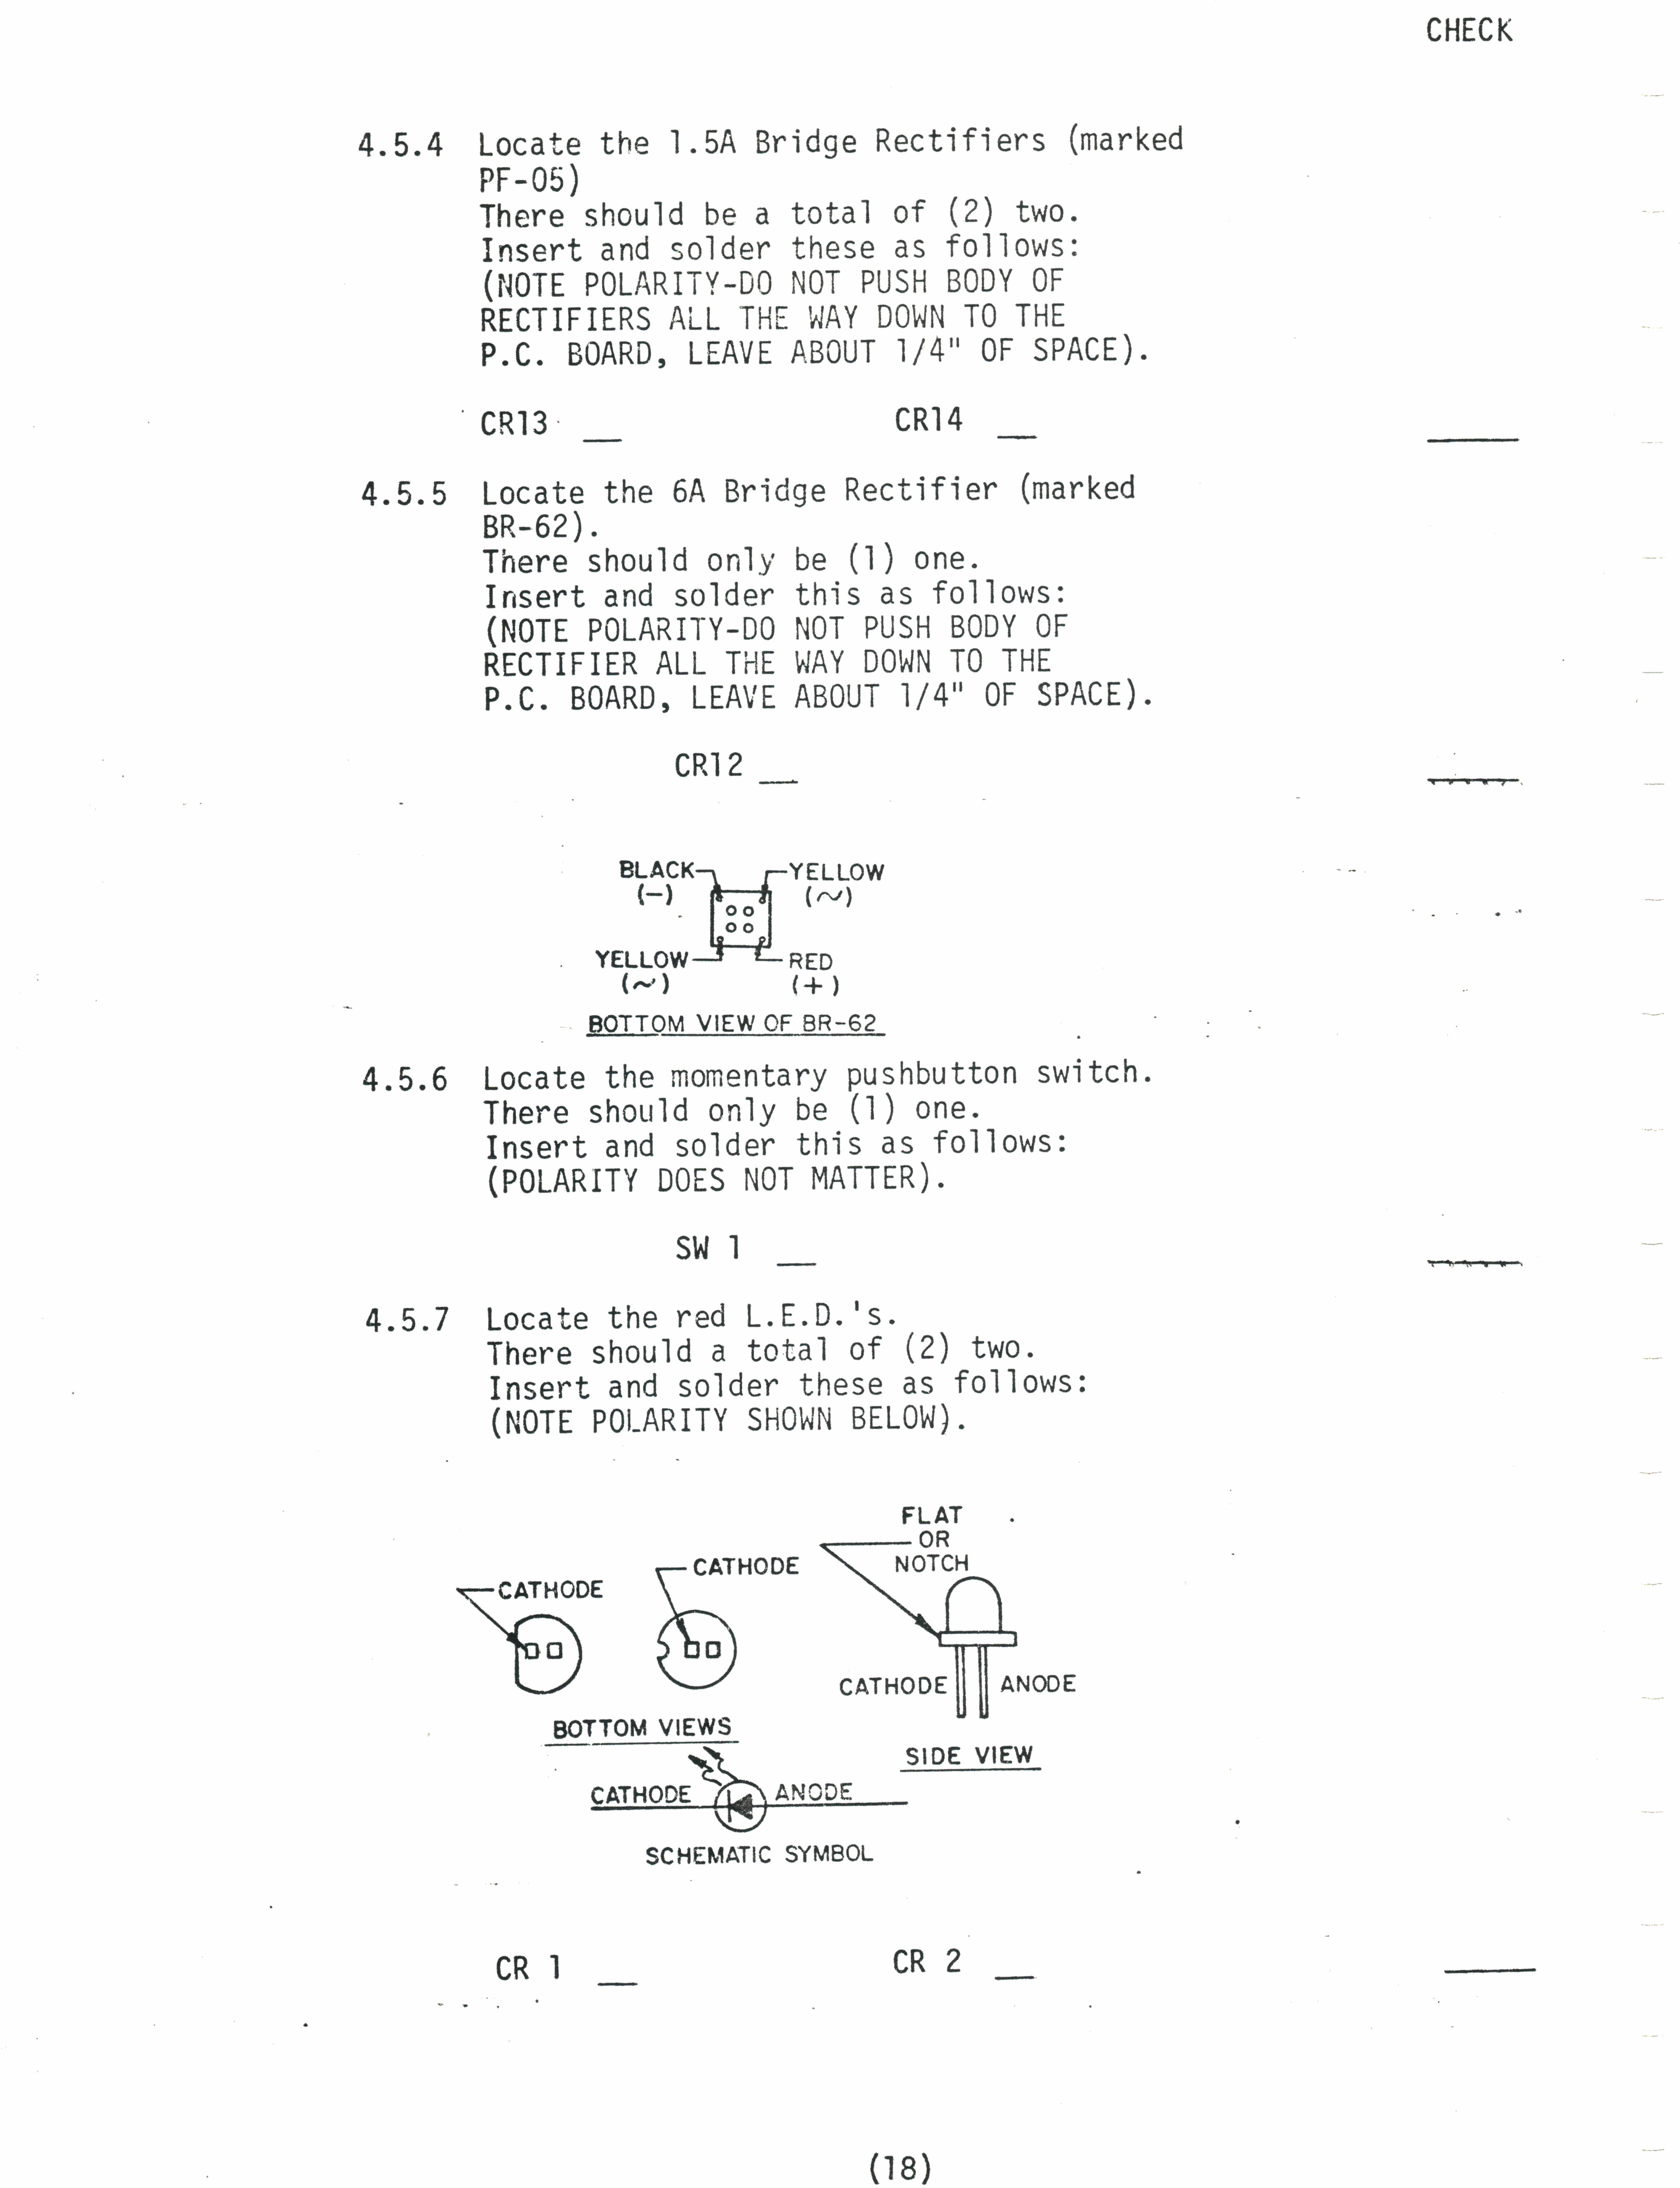 CHECK
4.5.4 Locate the 1.5A Bridge Rectifiers (marked
PF-05)
There should be a total of (2) two.
Insert and solder these as follows:
(NOTE POLARITY-DO NOT PUSH BODY OF
RECTIFIERS ALL THE WAY DOWN TO THE
P.C. BOARD, LEAVE ABOUT 1/4" OF SPACE).
CR13 __ CR14 __ ____
4.5.5 Locate the 6A Bridge Rectifier (marked
BR-62).
There should only be (1) one.
Insert and solder this as follows:
(NOTE POLARITY-DO NOT PUSH BODY OF
RECTIFIER ALL THE WAY DOWN TO THE
P.C. BOARD, LEAVE ABOUT 1/4" OF SPACE).
CR12 __ ____
BLACK YELLOW
(-) (~)
YELLOW RED
(~) (+)
BOTTOM VIEW OF BR-62
4.5.6 Locate the momentary pushbutton switch.
There should only be (1) one.
Insert and solder this as follows:
(POLARITY DOES NOT MATTER).
SW 1 __ ____
4.5.7 Locate the red L.E.D.'s.
There should a total of (2) two.
Insert and solder these as follows:
(NOTE POLARITY SHOWN BELOW).
FLAT
OR
NOTCH
CATHODE
CATHODE
CATHODE ANODE
BOTTOM VIEWS
SIDE VIEW
CATHODE ANODE
SCHEMATIC SYMBOL
CR 1 __ CR 2 __ ____
(18)